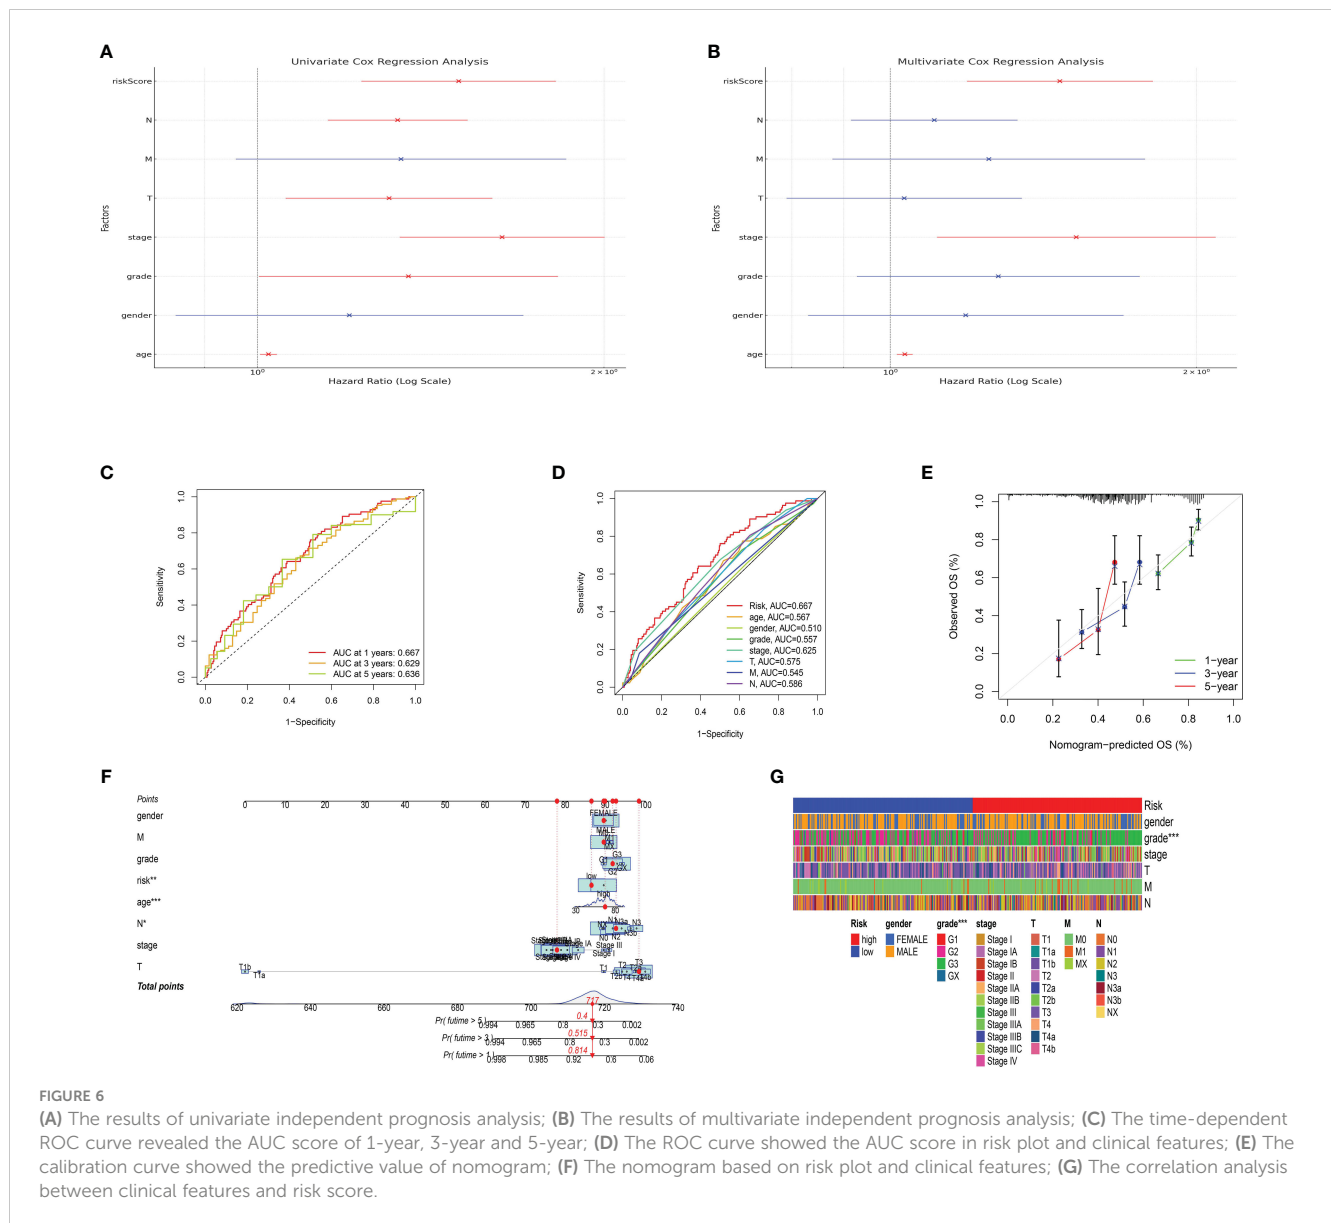 A
Univariate Cox Regression Analysis
riskScore
N
M
T
stage
grade
gender
age
Factors
10⁰
2 × 10⁰
Hazard Ratio (Log Scale)
B
Multivariate Cox Regression Analysis
riskScore
N
M
T
stage
grade
gender
age
Factors
10⁰
2 × 10⁰
Hazard Ratio (Log Scale)
C
Sensitivity
1.0
0.8
0.6
0.4
0.2
0.0
AUC at 1 years: 0.667
AUC at 3 years: 0.629
AUC at 5 years: 0.636
0.0 0.2 0.4 0.6 0.8 1.0
1−Specificity
D
Sensitivity
1.0
0.8
0.6
0.4
0.2
0.0
Risk, AUC=0.667
age, AUC=0.567
gender, AUC=0.510
grade, AUC=0.557
stage, AUC=0.625
T, AUC=0.575
M, AUC=0.545
N, AUC=0.586
0.0 0.2 0.4 0.6 0.8 1.0
1−Specificity
E
Observed OS (%)
1.0
0.8
0.6
0.4
0.2
0.0
1−year
3−year
5−year
0.0 0.2 0.4 0.6 0.8 1.0
Nomogram−predicted OS (%)
F
Points
0 10 20 30 40 50 60 70 80 90 100
gender
FEMALE
MALE
M
M1
MX
grade
G1
G3
GX
G2
risk**
low
high
age***
30 80
N*
NX
N1
N3a
N3
N0
N2
N3b
stage
Stage IA
Stage IV
Stage III
Stage I
T
T1b
T1a
T1
T2
T3
T2b
T4
T4b
Total points
620 640 660 680 700 720 740
717
Pr( futime > 5 )
0.4
0.994 0.965 0.8 0.3 0.002
Pr( futime > 3 )
0.515
0.994 0.965 0.8 0.3 0.002
Pr( futime > 1 )
0.814
0.998 0.985 0.92 0.6 0.06
G
Risk
gender
grade***
stage
T
M
N
Risk
high
low
gender
FEMALE
MALE
grade***
G1
G2
G3
GX
stage
Stage I
Stage IA
Stage IB
Stage II
Stage IIA
Stage IIB
Stage III
Stage IIIA
Stage IIIB
Stage IIIC
Stage IV
T
T1
T1a
T1b
T2
T2a
T2b
T3
T4
T4a
T4b
M
M0
M1
MX
N
N0
N1
N2
N3
N3a
N3b
NX
FIGURE 6
(A) The results of univariate independent prognosis analysis; (B) The results of multivariate independent prognosis analysis; (C) The time-dependent
ROC curve revealed the AUC score of 1-year, 3-year and 5-year; (D) The ROC curve showed the AUC score in risk plot and clinical features; (E) The
calibration curve showed the predictive value of nomogram; (F) The nomogram based on risk plot and clinical features; (G) The correlation analysis
between clinical features and risk score.